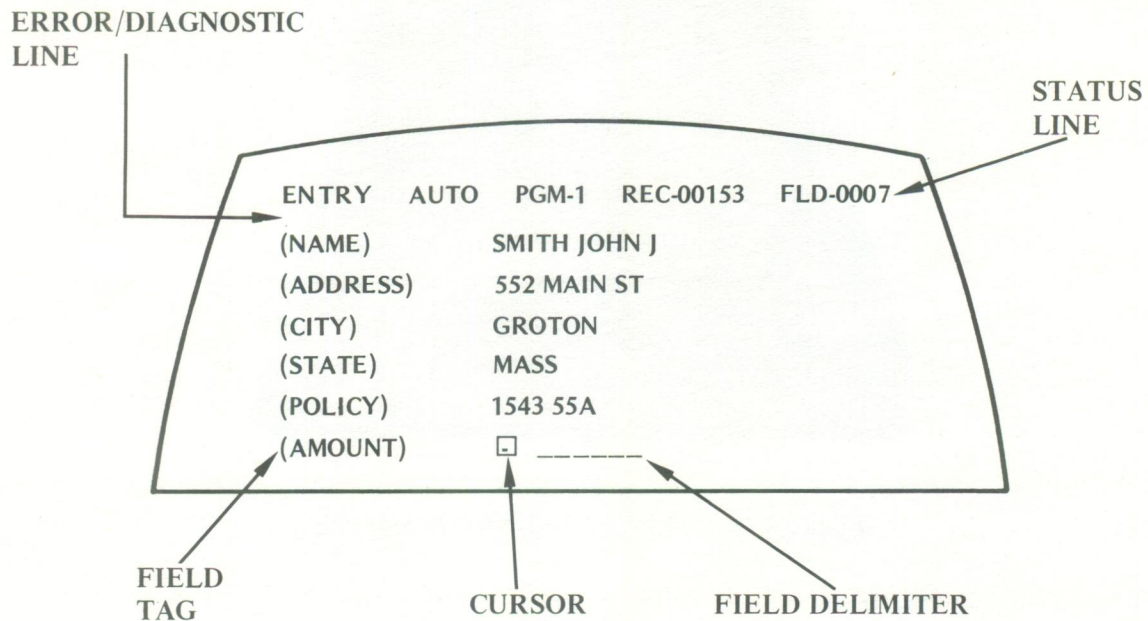 ERROR/DIAGNOSTIC
LINE
STATUS
LINE
ENTRY AUTO PGM-1 REC-00153 FLD-0007
(NAME) SMITH JOHN J
(ADDRESS) 552 MAIN ST
(CITY) GROTON
(STATE) MASS
(POLICY) 1543 55A
(AMOUNT) - _______
FIELD
TAG
CURSOR
FIELD DELIMITER